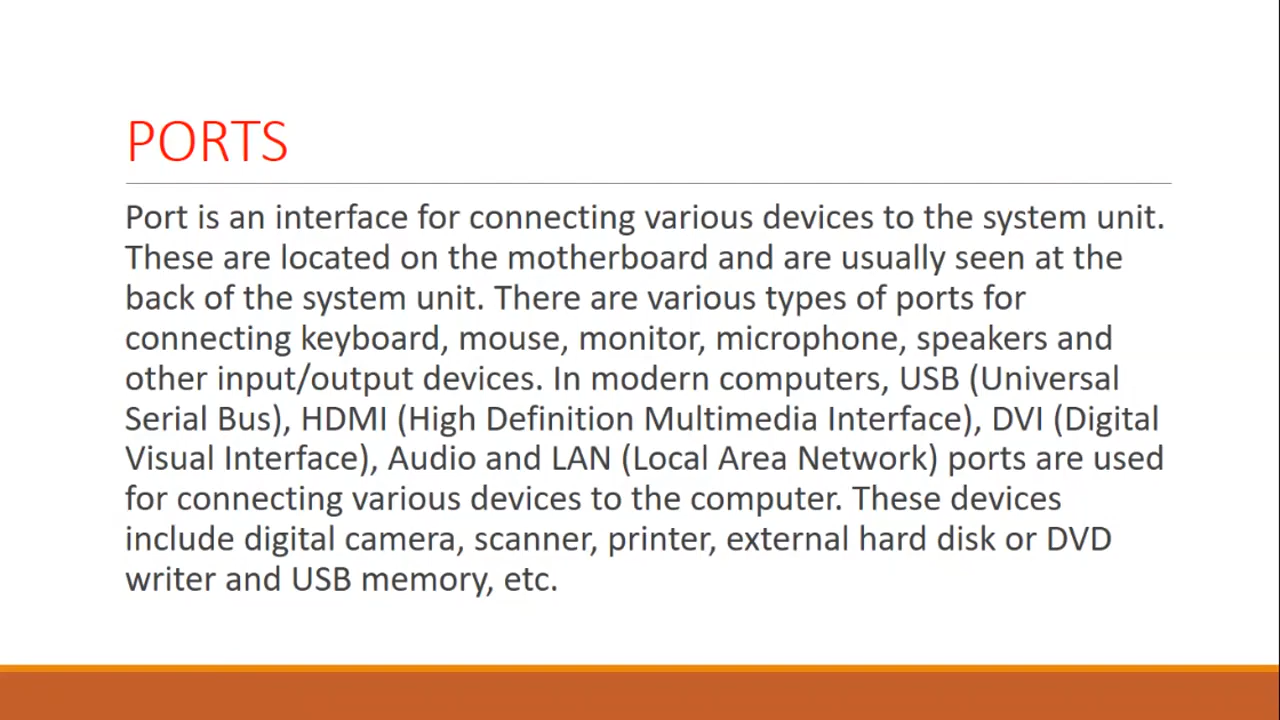 PORTS
Port is an interface for connecting various devices to the system unit.
These are located on the motherboard and are usually seen at the
back of the system unit. There are various types of ports for
connecting keyboard, mouse, monitor, microphone, speakers and
other input/output devices. In modern computers, USB (Universal
Serial Bus), HDMI (High Definition Multimedia Interface), DVI (Digital
Visual Interface), Audio and LAN (Local Area Network) ports are used
for connecting various devices to the computer. These devices
include digital camera, scanner, printer, external hard disk or DVD
writer and USB memory, etc.